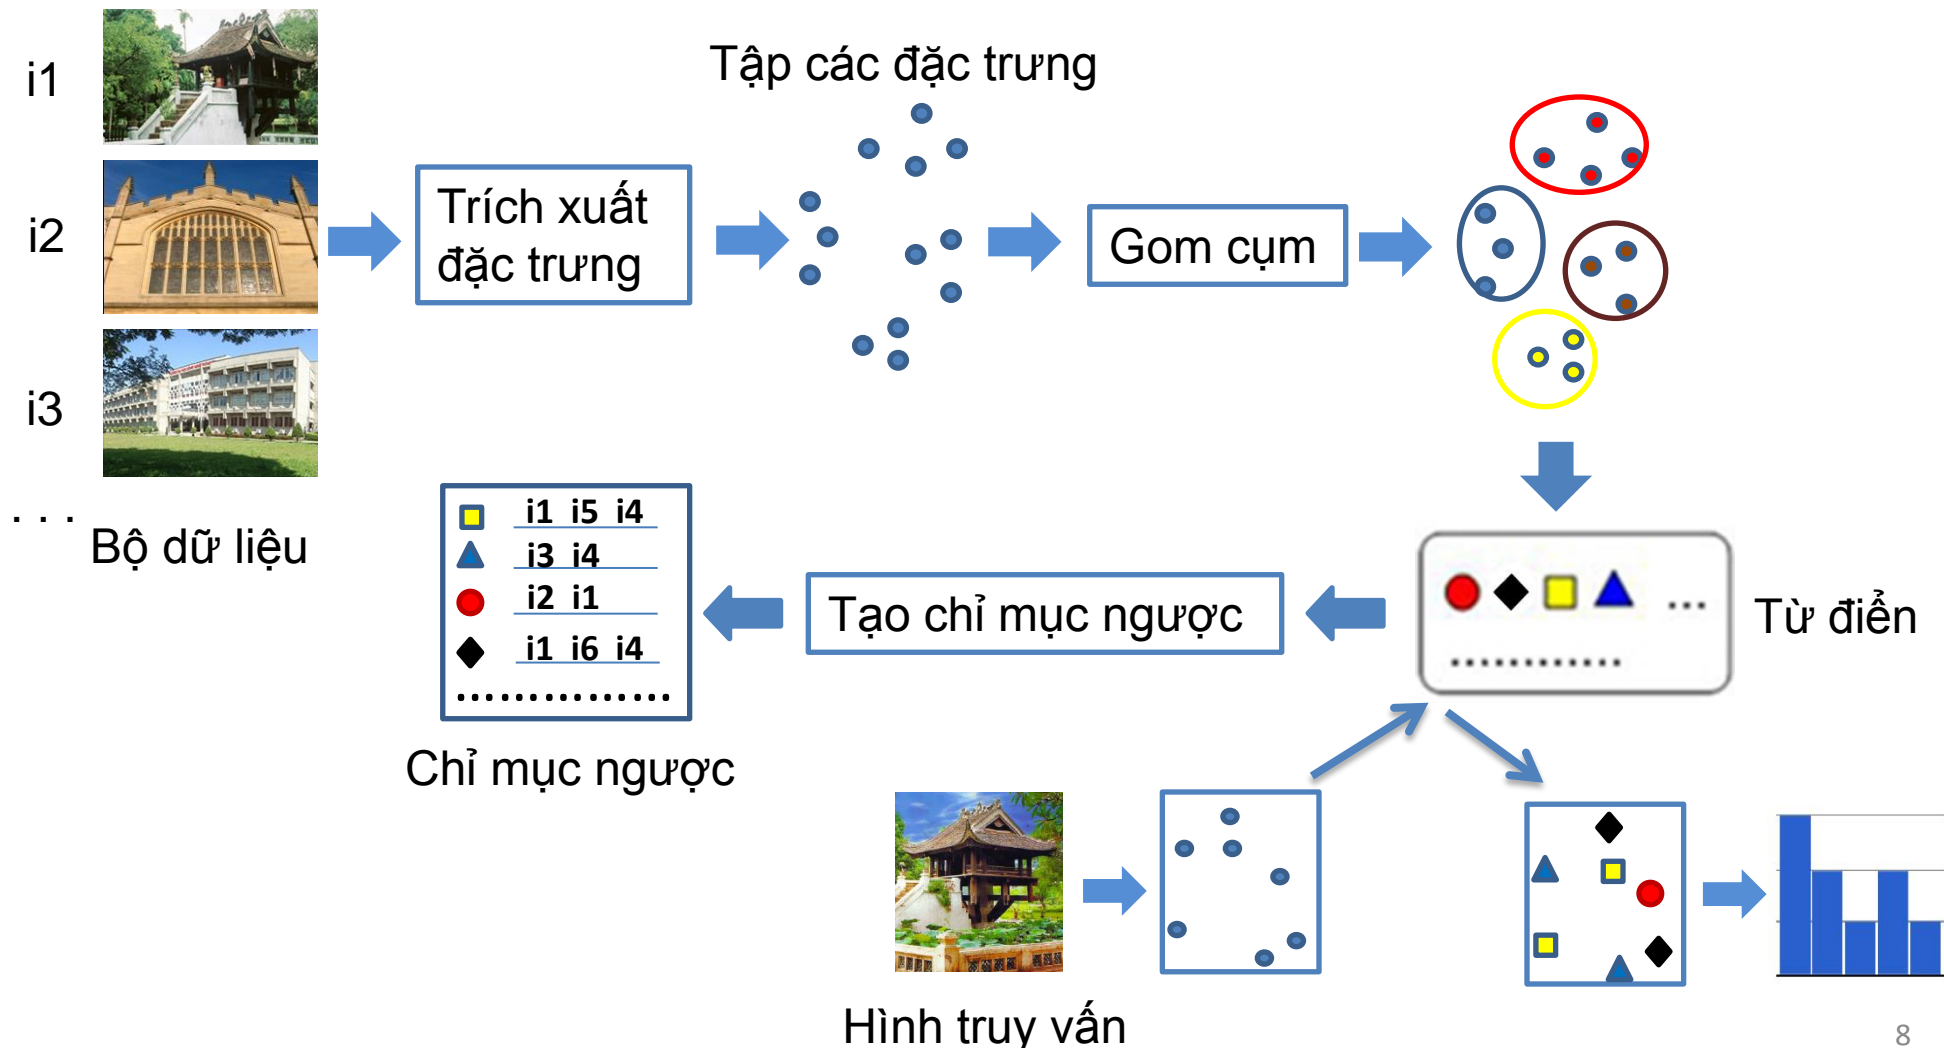 i1
Tập các đặc trưng
i2
Trích xuất
đặc trưng
Gom cụm
i3
. . .
Bộ dữ liệu
i1 i5 i4
i3 i4
i2 i1
i1 i6 i4
...............
Chỉ mục ngược
Tạo chỉ mục ngược
...
............
Từ điển
Hình truy vấn
8